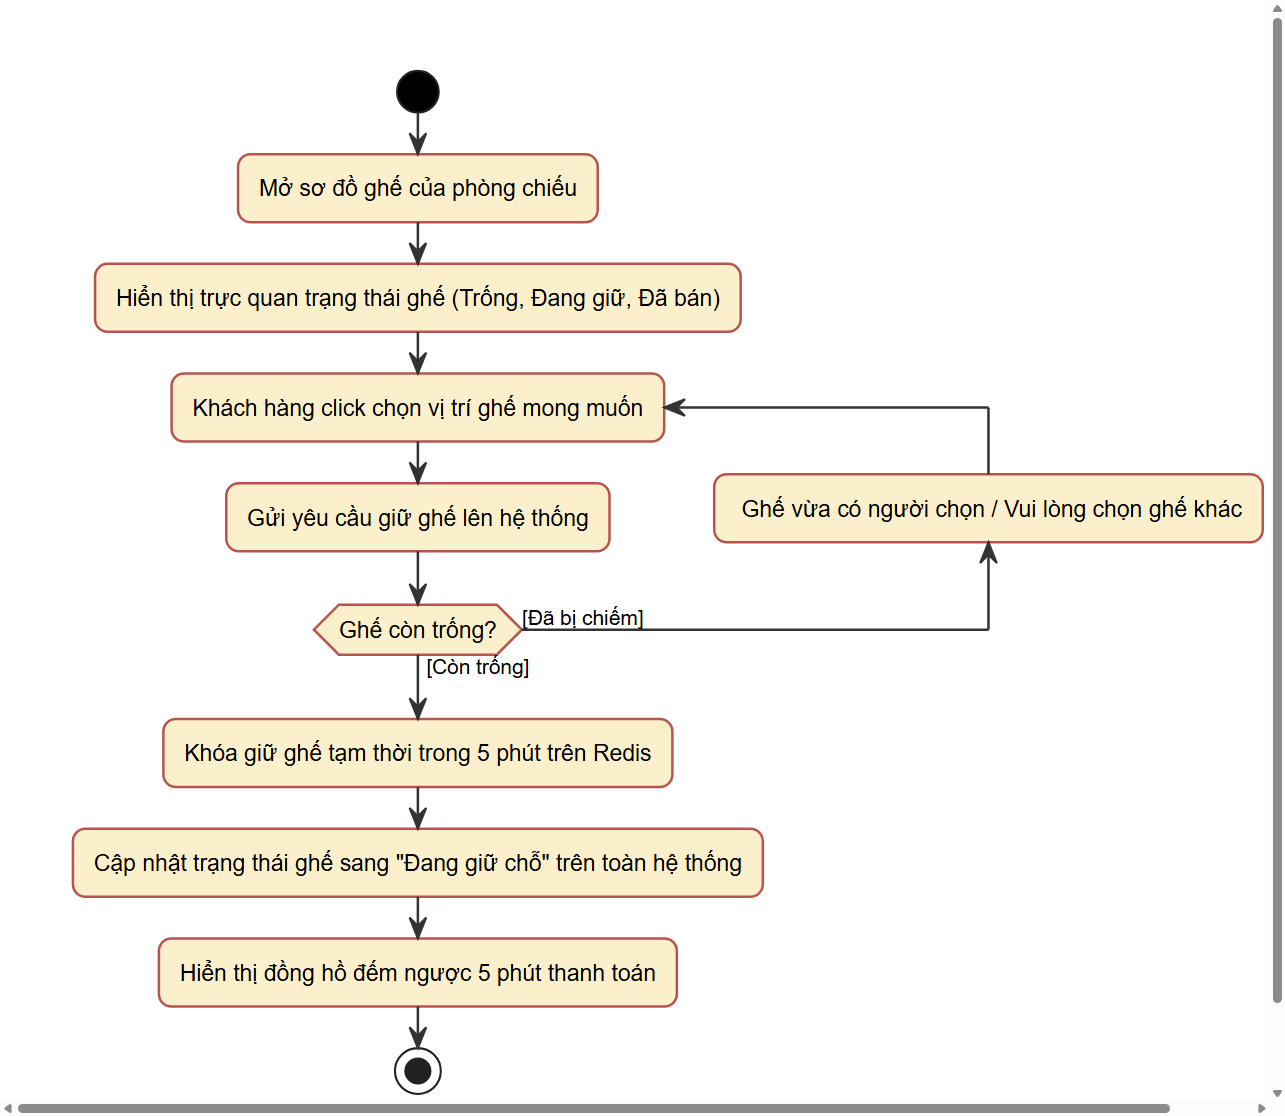 Mở sơ đồ ghế của phòng chiếu
Hiển thị trực quan trạng thái ghế (Trống, Đang giữ, Đã bán)
Khách hàng click chọn vị trí ghế mong muốn
Gửi yêu cầu giữ ghế lên hệ thống
Ghế vừa có người chọn / Vui lòng chọn ghế khác
Ghế còn trống?
[Đã bị chiếm]
[Còn trống]
Khóa giữ ghế tạm thời trong 5 phút trên Redis
Cập nhật trạng thái ghế sang "Đang giữ chỗ" trên toàn hệ thống
Hiển thị đồng hồ đếm ngược 5 phút thanh toán